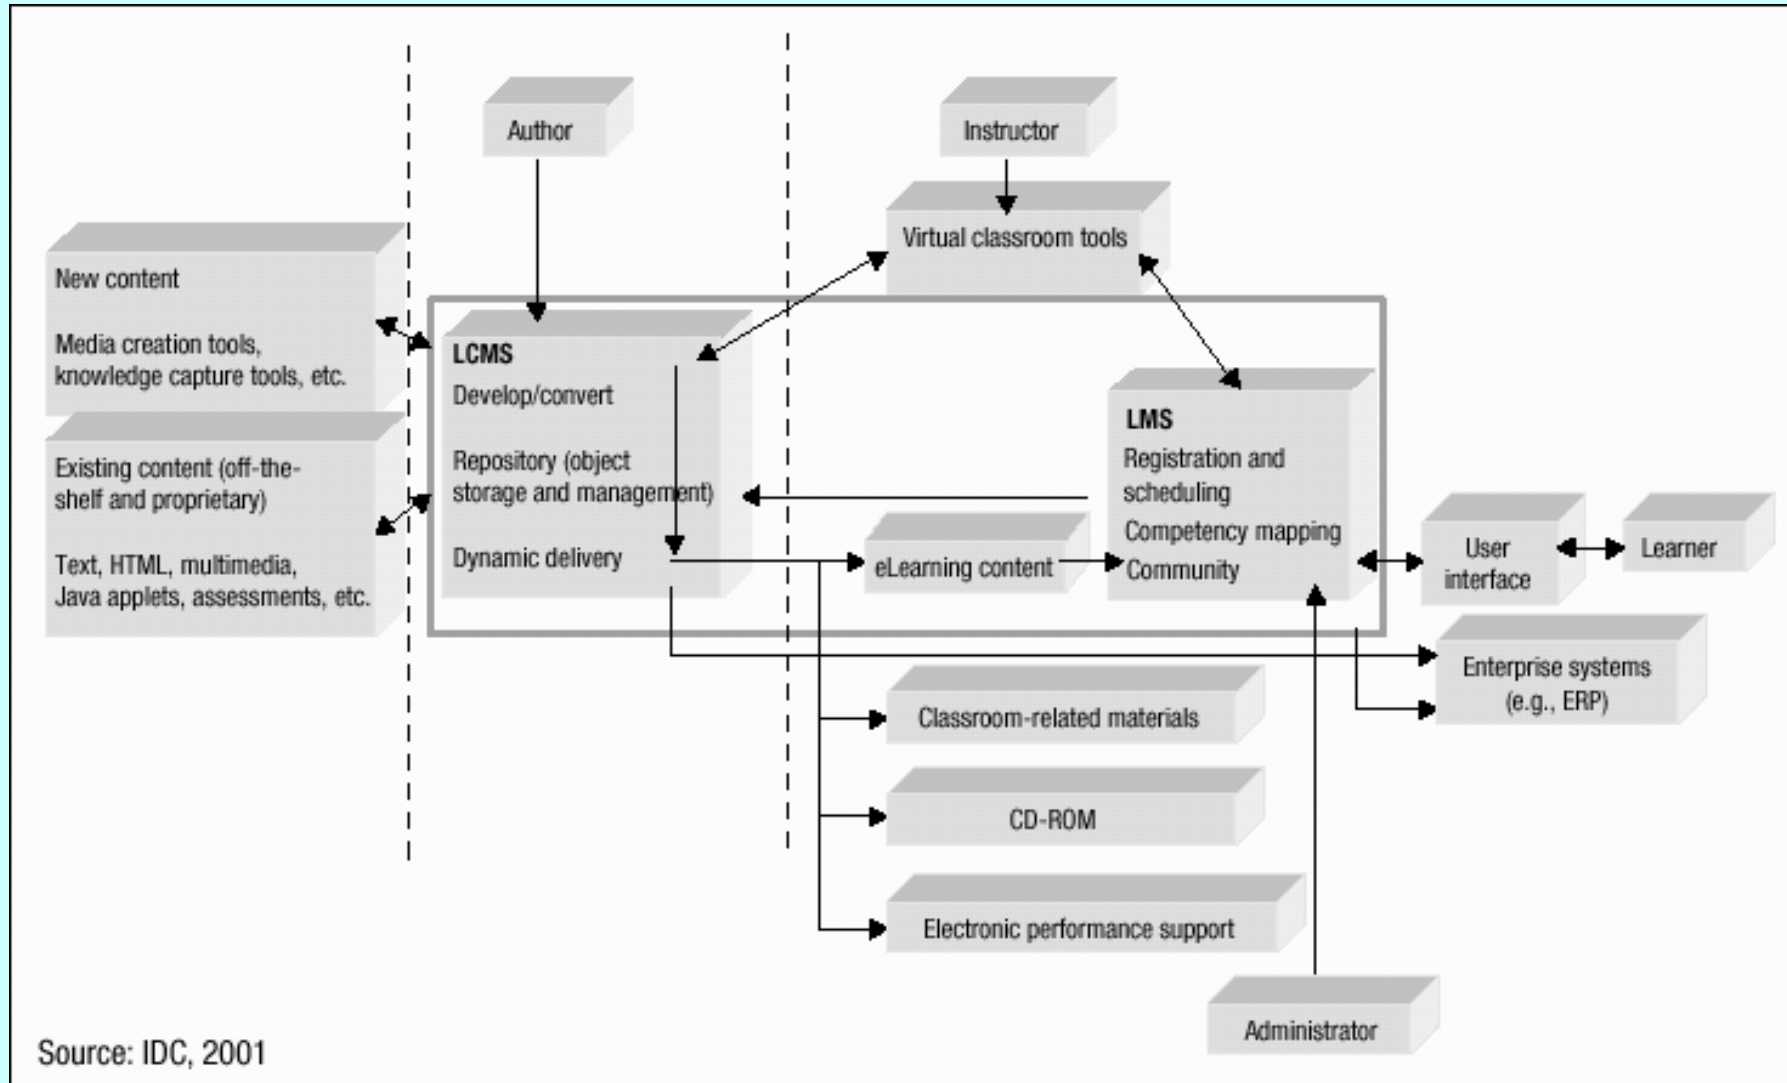 Author
Instructor
Virtual classroom tools
New content
Media creation tools,
knowledge capture tools, etc.
Existing content (off-the-
shelf and proprietary)
Text, HTML, multimedia,
Java applets, assessments, etc.
LCMS
Develop/convert
Repository (object
storage and management)
Dynamic delivery
eLearning content
LMS
Registration and
scheduling
Competency mapping
Community
User
interface
Learner
Enterprise systems
(e.g., ERP)
Classroom-related materials
CD-ROM
Electronic performance support
Administrator
Source: IDC, 2001